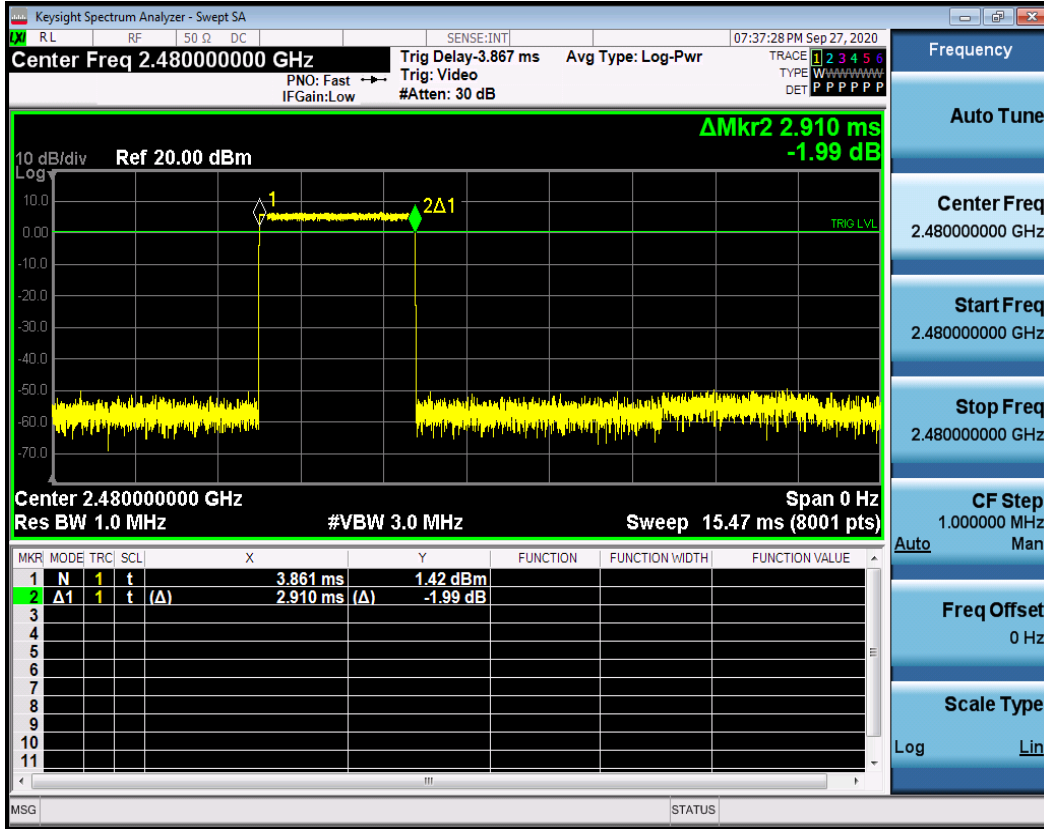 Keysight Spectrum Analyzer - Swept SA
LXI RL RF 50 Ω DC SENSE:INT 07:37:28 PM Sep 27, 2020
Center Freq 2.480000000 GHz
PNO: Fast
IFGain:Low
Trig Delay-3.867 ms
Trig: Video
#Atten: 30 dB
Avg Type: Log-Pwr
TRACE 1 2 3 4 5 6
TYPE WWWWWW
DET P P P P P P
ΔMkr2 2.910 ms
-1.99 dB
10 dB/div Ref 20.00 dBm
Log
10.0
0.00
-10.0
-20.0
-30.0
-40.0
-50.0
-60.0
-70.0
1
2Δ1
TRIG LVL
Center 2.480000000 GHz Span 0 Hz
Res BW 1.0 MHz #VBW 3.0 MHz Sweep 15.47 ms (8001 pts)
MKR MODE TRC SCL X Y FUNCTION FUNCTION WIDTH FUNCTION VALUE
1 N 1 t 3.861 ms 1.42 dBm
2 Δ1 1 t (Δ) 2.910 ms (Δ) -1.99 dB
3
4
5
6
7
8
9
10
11
MSG STATUS
Frequency
Auto Tune
Center Freq
2.480000000 GHz
Start Freq
2.480000000 GHz
Stop Freq
2.480000000 GHz
CF Step
1.000000 MHz
Auto Man
Freq Offset
0 Hz
Scale Type
Log Lin